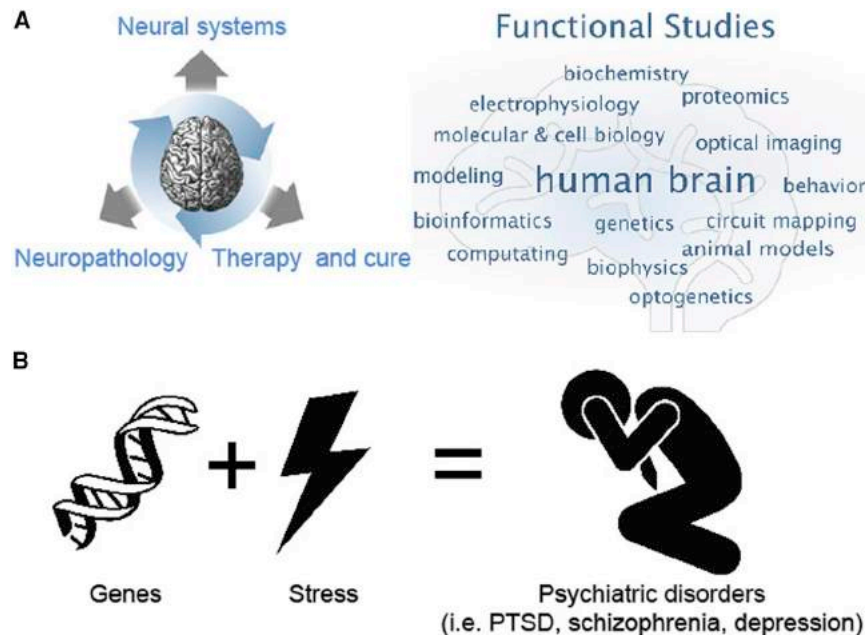 A
Neural systems
Neuropathology
Therapy and cure
Functional Studies
biochemistry
proteomics
electrophysiology
molecular & cell biology
optical imaging
modeling
human brain
behavior
bioinformatics
genetics
circuit mapping
computating
biophysics
animal models
optogenetics
B
+
=
Genes
Stress
Psychiatric disorders
(i.e. PTSD, schizophrenia, depression)